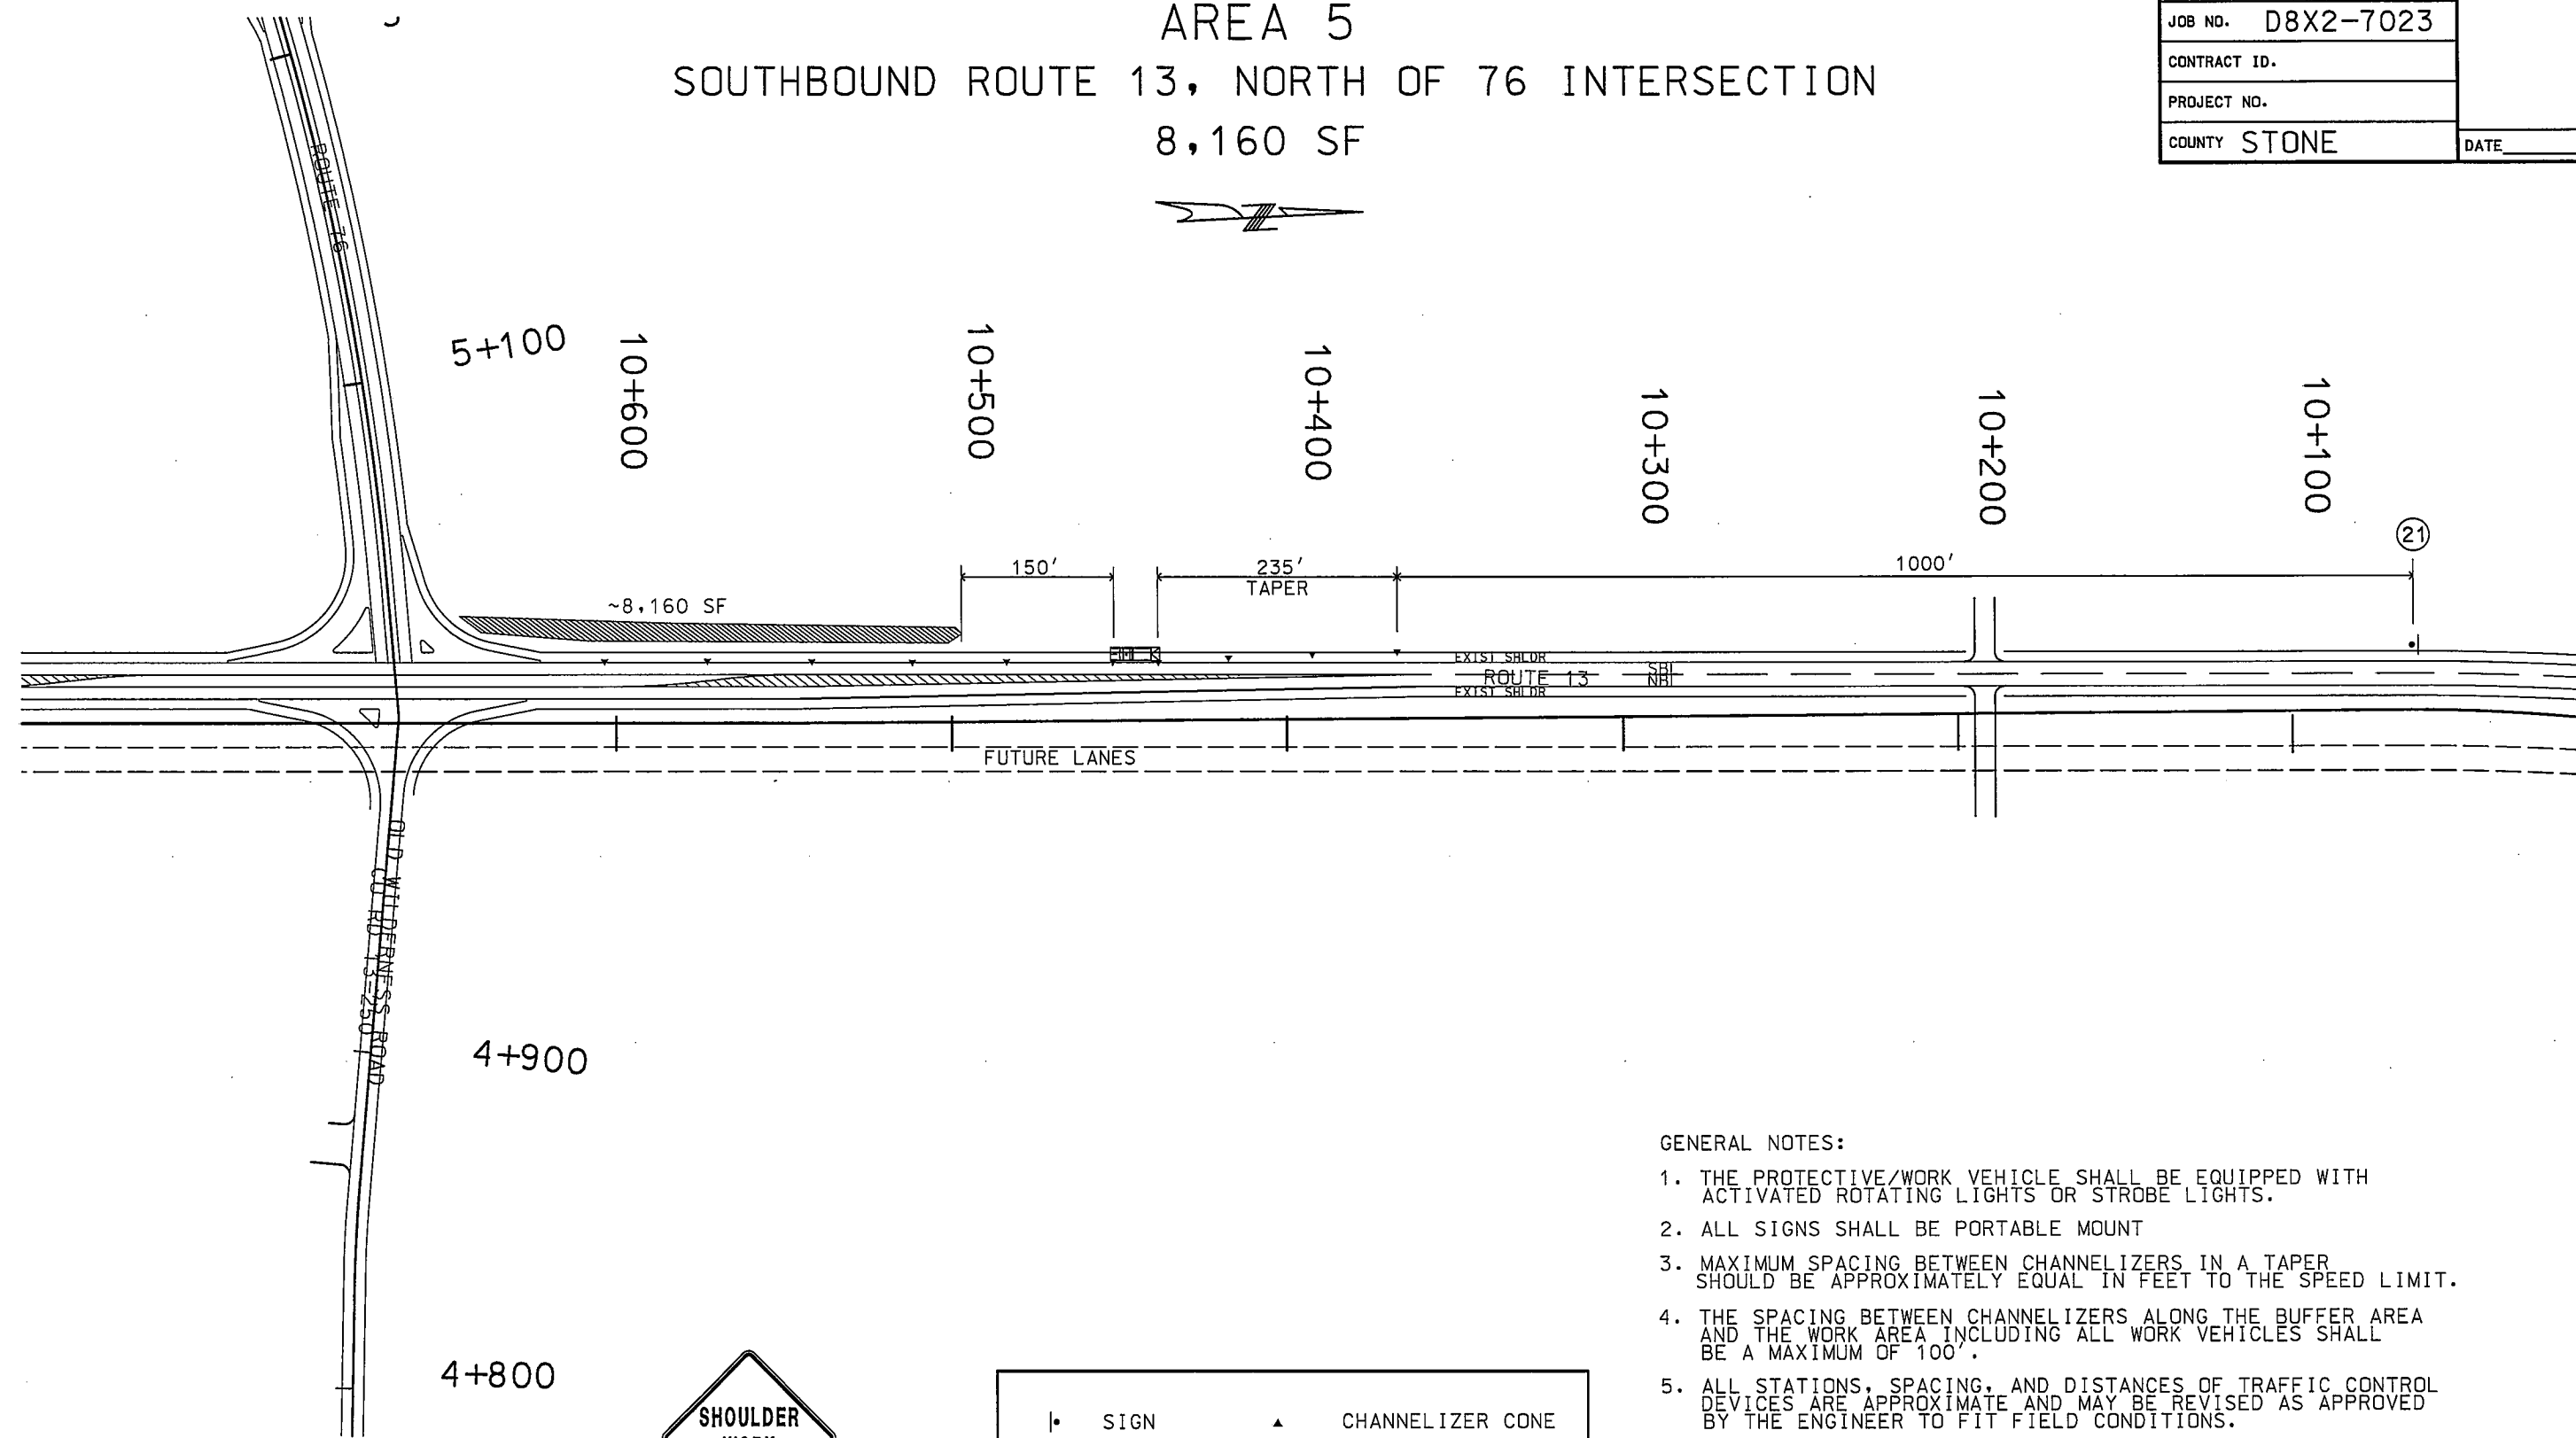 AREA 5
SOUTHBOUND ROUTE 13, NORTH OF 76 INTERSECTION
8,160 SF
JOB NO. D8X2-7023
CONTRACT ID.
PROJECT NO.
COUNTY STONE
DATE
ROUTE 76
5+100
10+600
10+500
10+400
10+300
10+200
10+100
21
150'
235'
TAPER
1000'
~8,160 SF
EXIST SHLDR
ROUTE 13
SB
NB
EXIST SHLDR
FUTURE LANES
OLD WILDERNESS ROAD
CO RD 13-250
4+900
4+800
GENERAL NOTES:
1. THE PROTECTIVE/WORK VEHICLE SHALL BE EQUIPPED WITH
ACTIVATED ROTATING LIGHTS OR STROBE LIGHTS.
2. ALL SIGNS SHALL BE PORTABLE MOUNT
3. MAXIMUM SPACING BETWEEN CHANNELIZERS IN A TAPER
SHOULD BE APPROXIMATELY EQUAL IN FEET TO THE SPEED LIMIT.
4. THE SPACING BETWEEN CHANNELIZERS ALONG THE BUFFER AREA
AND THE WORK AREA INCLUDING ALL WORK VEHICLES SHALL
BE A MAXIMUM OF 100'.
5. ALL STATIONS, SPACING, AND DISTANCES OF TRAFFIC CONTROL
DEVICES ARE APPROXIMATE AND MAY BE REVISED AS APPROVED
BY THE ENGINEER TO FIT FIELD CONDITIONS.
SHOULDER
SIGN
CHANNELIZER CONE